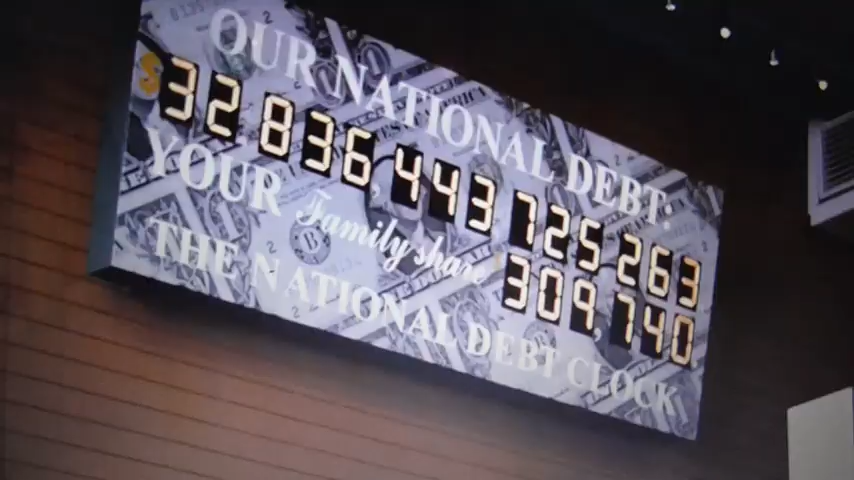 OUR NATIONAL DEBT:
$32,836,443,725,263
YOUR Family share $309,740
THE NATIONAL DEBT CLOCK